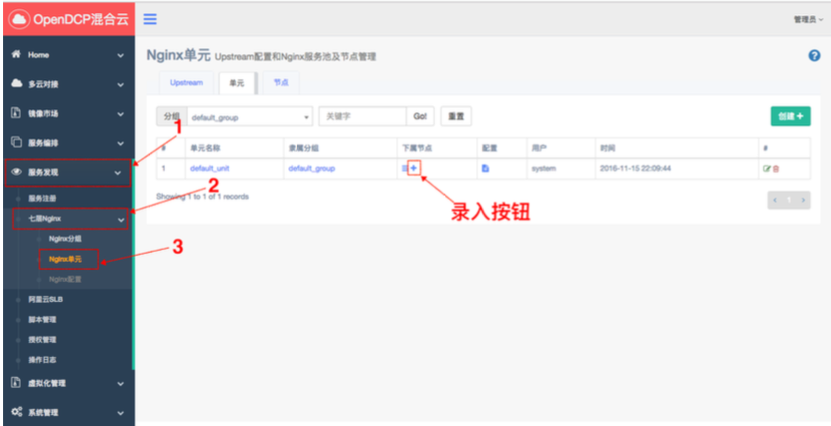 OpenDCP混合云
管理员
Home
多云对接
镜像市场
服务编排
服务发现
服务注册
七层Nginx
Nginx分组
Nginx单元
Nginx配置
阿里云SLB
脚本管理
授权管理
操作日志
虚拟化管理
系统管理
Nginx单元 Upstream配置和Nginx服务池及节点管理
?
Upstream 单元 节点
分组 default_group 关键字 Go! 重置 创建 +
# 单元名称 隶属分组 下属节点 配置 用户 时间 #
1 default_unit default_group system 2016-11-15 22:09:44
Showing 1 to 1 of 1 records
‹ 1 ›
1
2
3
录入按钮